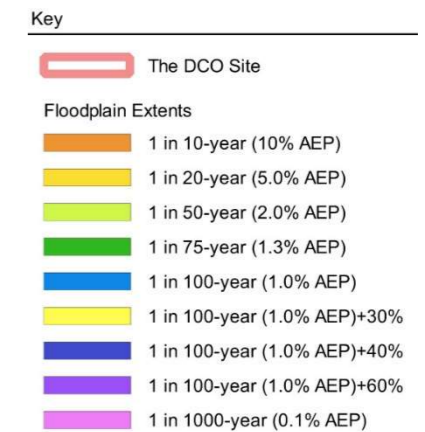 Key
The DCO Site
Floodplain Extents
1 in 10-year (10% AEP)
1 in 20-year (5.0% AEP)
1 in 50-year (2.0% AEP)
1 in 75-year (1.3% AEP)
1 in 100-year (1.0% AEP)
1 in 100-year (1.0% AEP)+30%
1 in 100-year (1.0% AEP)+40%
1 in 100-year (1.0% AEP)+60%
1 in 1000-year (0.1% AEP)